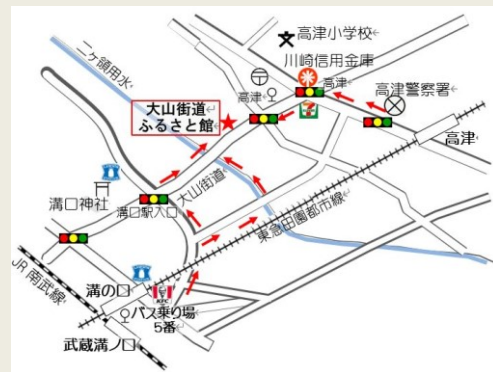 高津小学校
川崎信用金庫
二ヶ領用水
高津
高津
高津警察署
大山街道
ふるさと館
7
高津
溝口神社
溝口駅入口
大山街道
東急田園都市線
JR 南武線
溝の口
バス乗り場
5番
武蔵溝ノ口